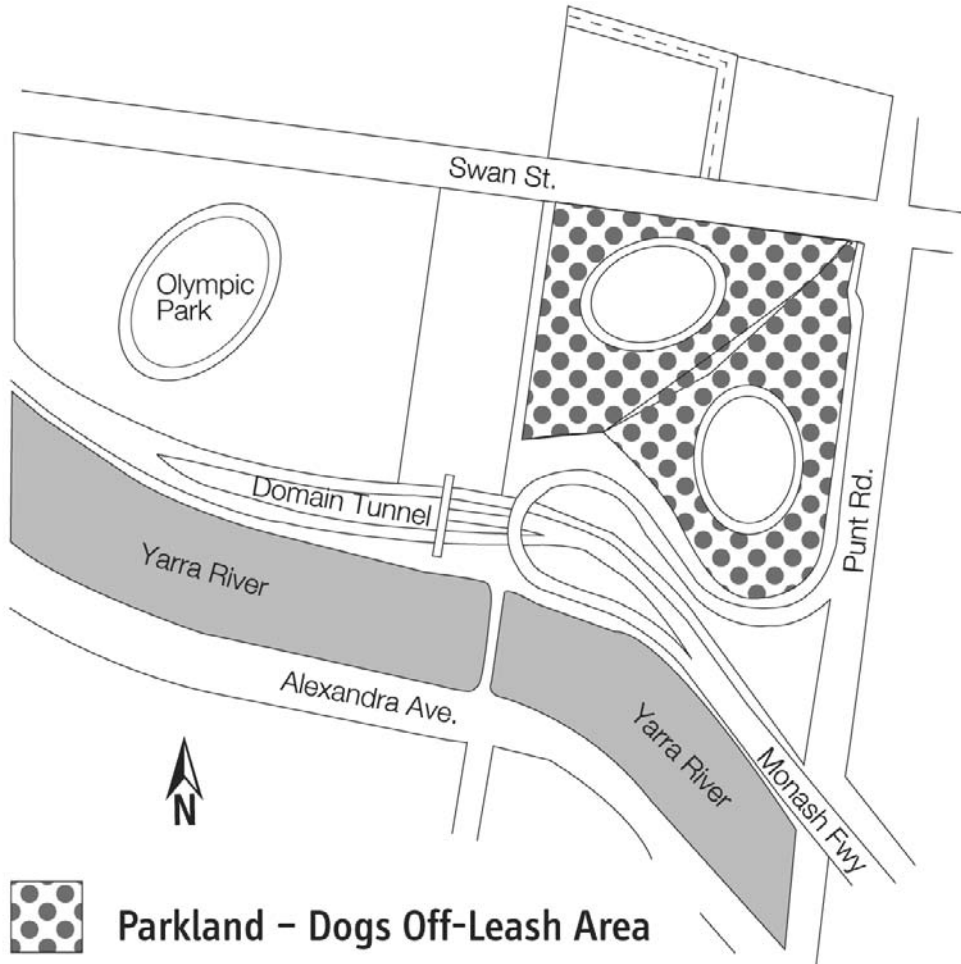 Swan St.
Olympic
Park
Domain Tunnel
Punt Rd.
Yarra River
Alexandra Ave.
Yarra River
Monash Fwy
N
Parkland – Dogs Off-Leash Area